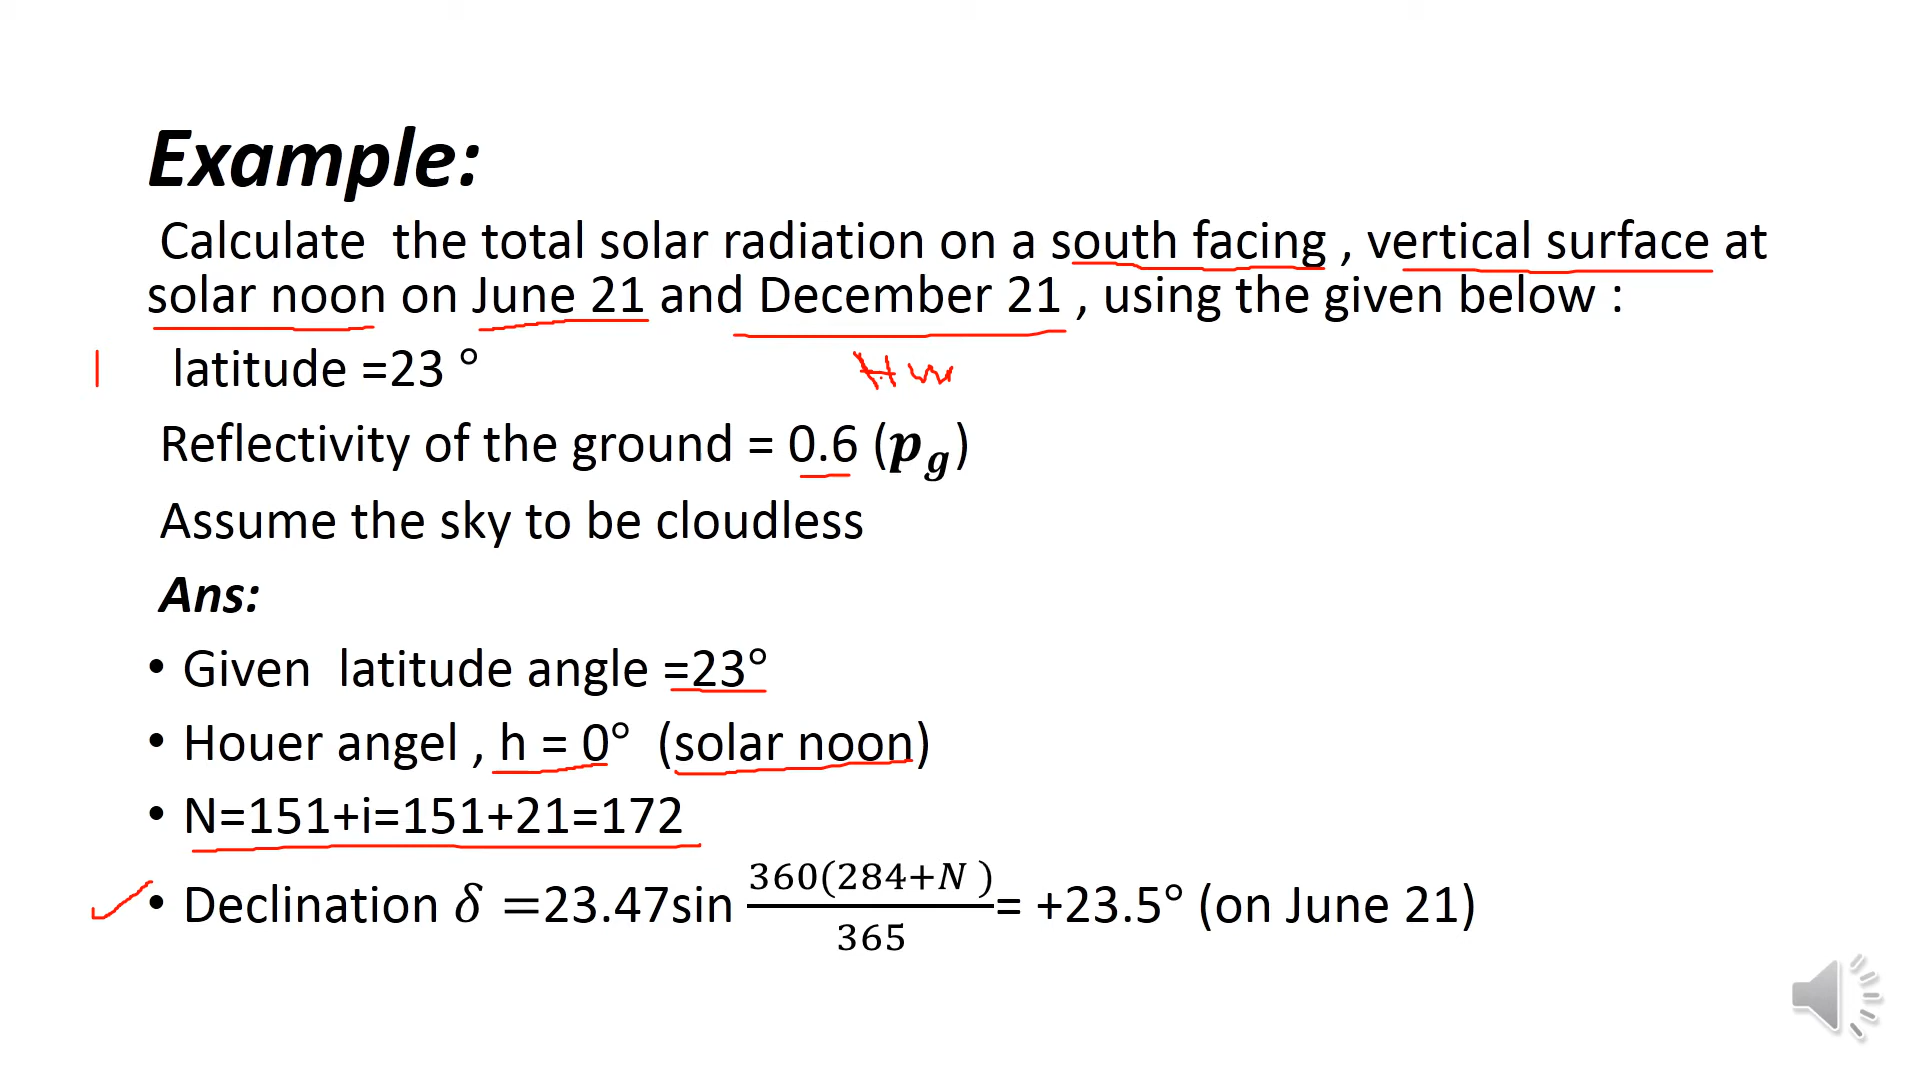 Example:
Calculate the total solar radiation on a south facing , vertical surface at
solar noon on June 21 and December 21 , using the given below :
latitude =23 °
HW
Reflectivity of the ground = 0.6 (p_g)
Assume the sky to be cloudless
Ans:
• Given latitude angle =23°
• Houer angel , h = 0° (solar noon)
• N=151+i=151+21=172
• Declination δ =23.47sin 360(284+N )/365 = +23.5° (on June 21)